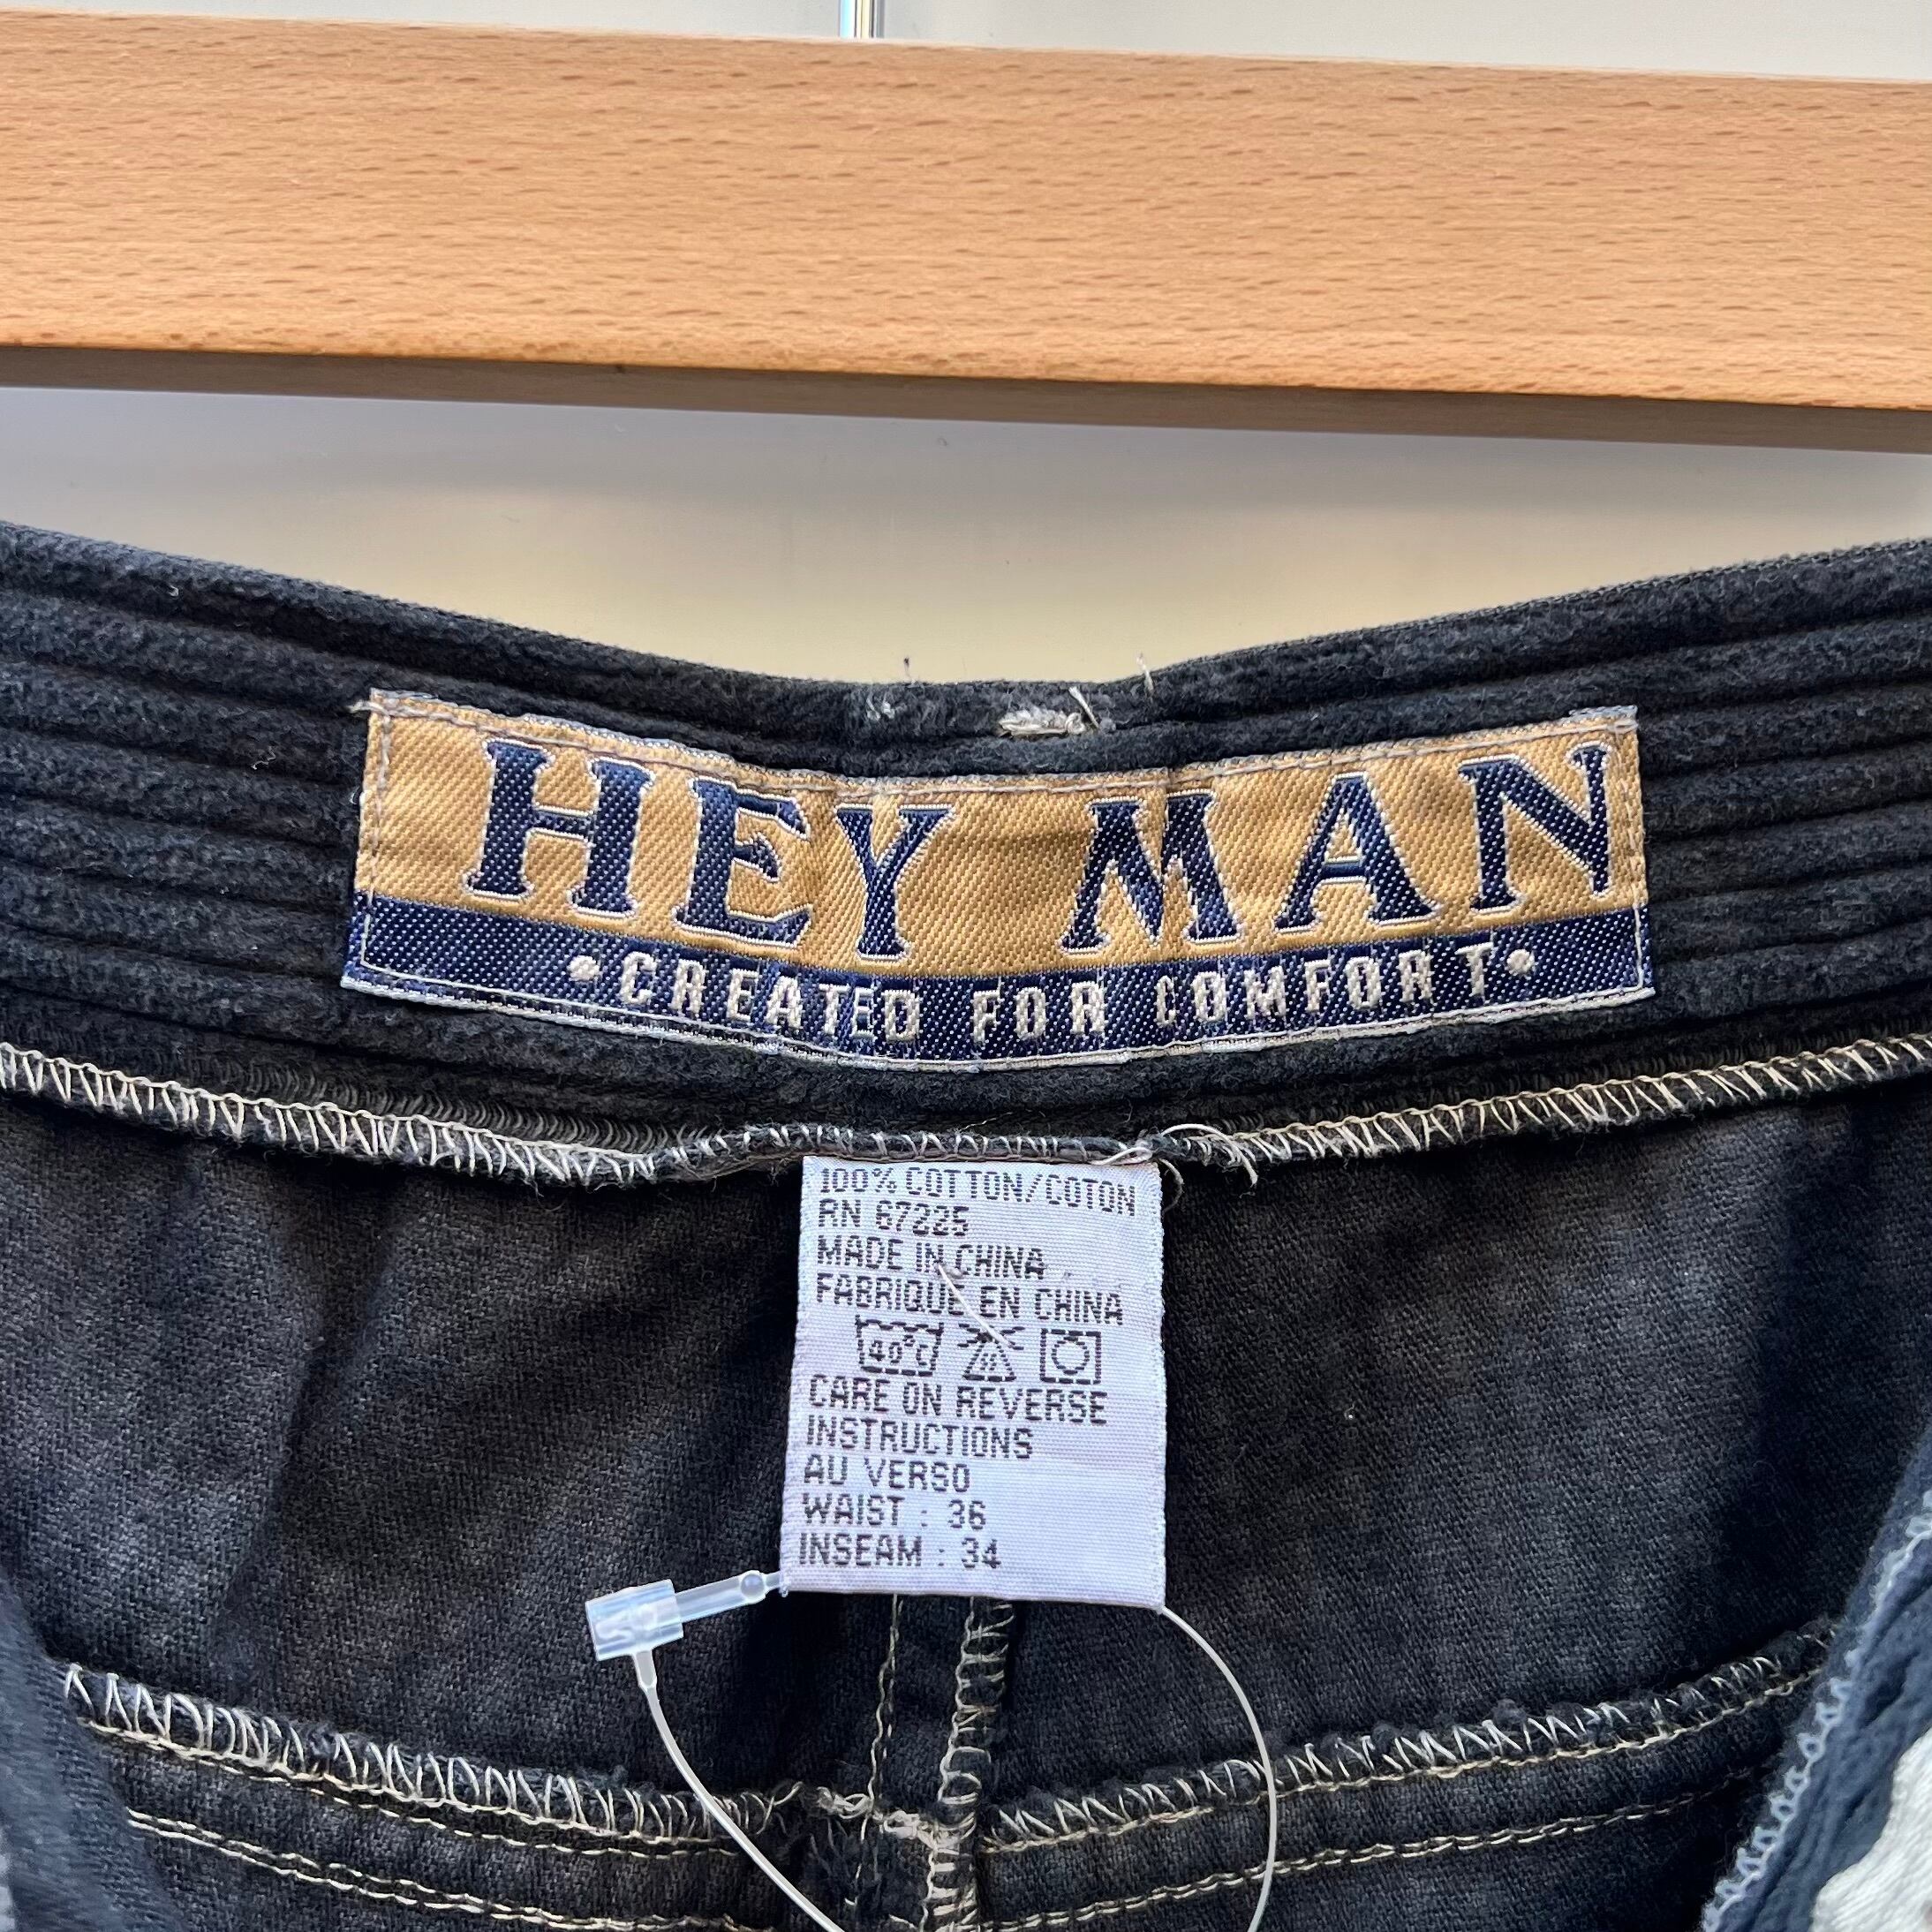 HEY MAN
•CREATED FOR COMFORT•
100% COTTON/COTON
RN 67225
MADE IN CHINA
FABRIQUE EN CHINA
40°C
CARE ON REVERSE
INSTRUCTIONS
AU VERSO
WAIST : 36
INSEAM : 34